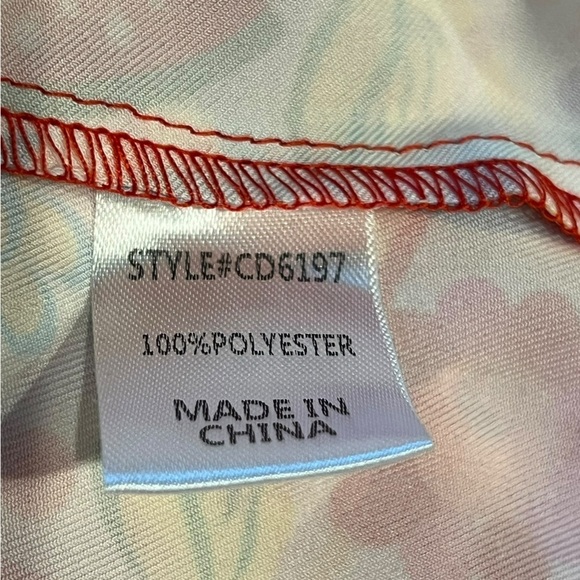 STYLE#CD6197
100%POLYESTER
MADE IN
CHINA